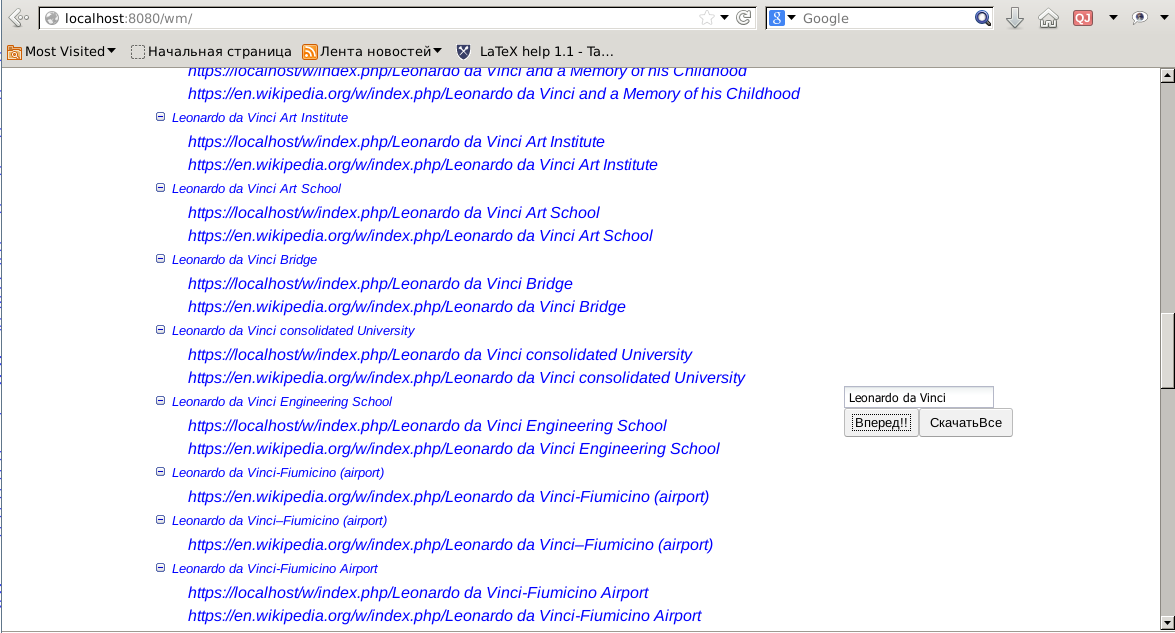 localhost:8080/wm/
Google
QJ
Most Visited
Начальная страница
Лента новостей
LaTeX help 1.1 - Ta...
https://localhost/w/index.php/Leonardo da Vinci and a Memory of his Childhood
https://en.wikipedia.org/w/index.php/Leonardo da Vinci and a Memory of his Childhood
Leonardo da Vinci Art Institute
https://localhost/w/index.php/Leonardo da Vinci Art Institute
https://en.wikipedia.org/w/index.php/Leonardo da Vinci Art Institute
Leonardo da Vinci Art School
https://localhost/w/index.php/Leonardo da Vinci Art School
https://en.wikipedia.org/w/index.php/Leonardo da Vinci Art School
Leonardo da Vinci Bridge
https://localhost/w/index.php/Leonardo da Vinci Bridge
https://en.wikipedia.org/w/index.php/Leonardo da Vinci Bridge
Leonardo da Vinci consolidated University
https://localhost/w/index.php/Leonardo da Vinci consolidated University
https://en.wikipedia.org/w/index.php/Leonardo da Vinci consolidated University
Leonardo da Vinci Engineering School
https://localhost/w/index.php/Leonardo da Vinci Engineering School
https://en.wikipedia.org/w/index.php/Leonardo da Vinci Engineering School
Leonardo da Vinci-Fiumicino (airport)
https://en.wikipedia.org/w/index.php/Leonardo da Vinci-Fiumicino (airport)
Leonardo da Vinci–Fiumicino (airport)
https://en.wikipedia.org/w/index.php/Leonardo da Vinci–Fiumicino (airport)
Leonardo da Vinci-Fiumicino Airport
https://localhost/w/index.php/Leonardo da Vinci-Fiumicino Airport
https://en.wikipedia.org/w/index.php/Leonardo da Vinci-Fiumicino Airport
Leonardo da Vinci
Вперед!! СкачатьВсе